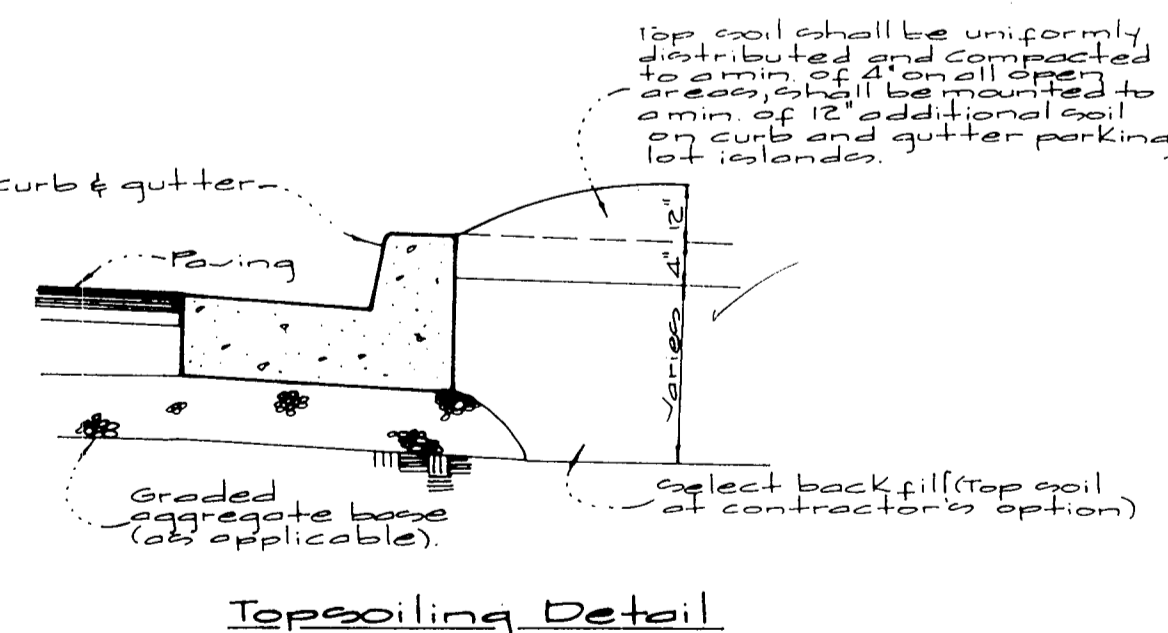 Top soil shall be uniformly
distributed and compacted
to a min. of 4" on all open
areas, shall be mounted to
a min. of 12" additional soil
on curb and gutter parking
lot islands.
curb & gutter
Paving
12"
4"
Varies
Graded
aggregate base
(as applicable).
select backfill (Top soil
at contractor's option)
Topsoiling Detail